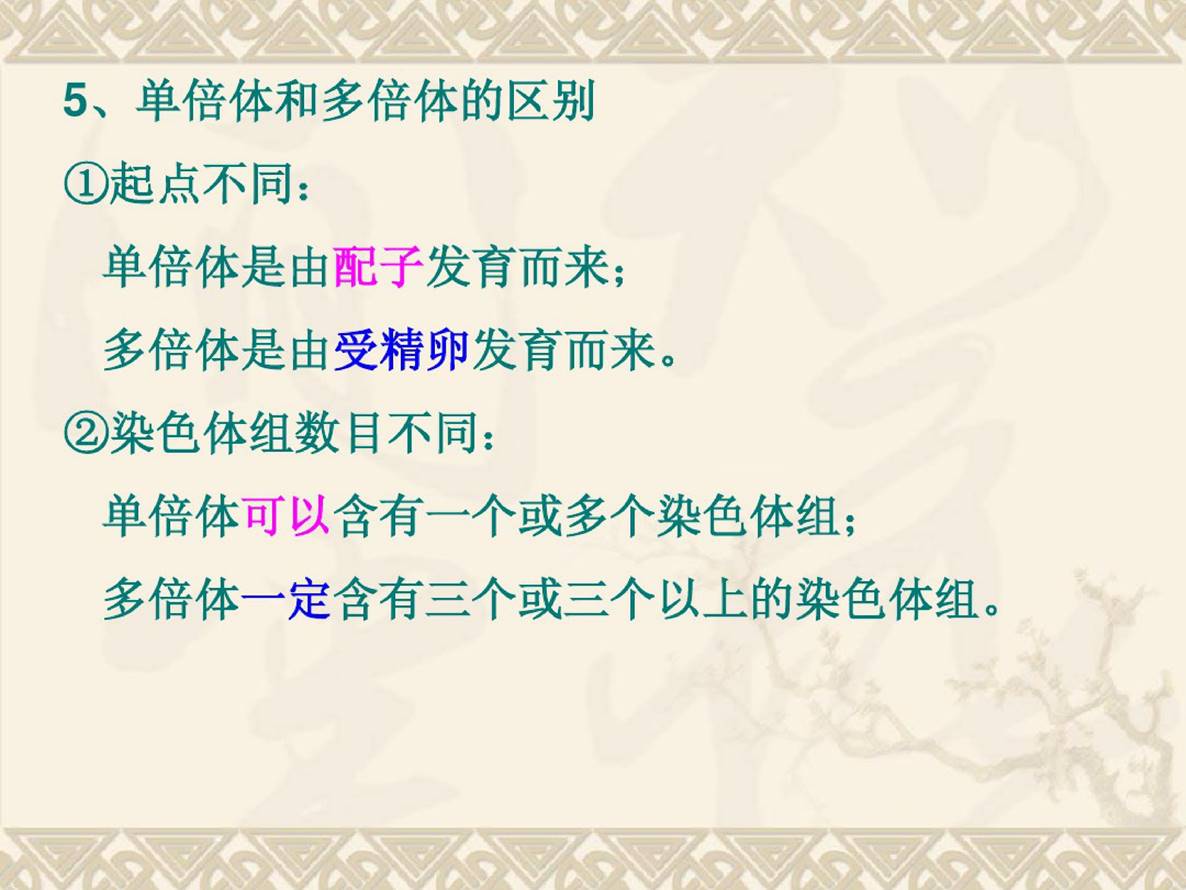 5、单倍体和多倍体的区别
①起点不同：
单倍体是由配子发育而来；
多倍体是由受精卵发育而来。
②染色体组数目不同：
单倍体可以含有一个或多个染色体组；
多倍体一定含有三个或三个以上的染色体组。